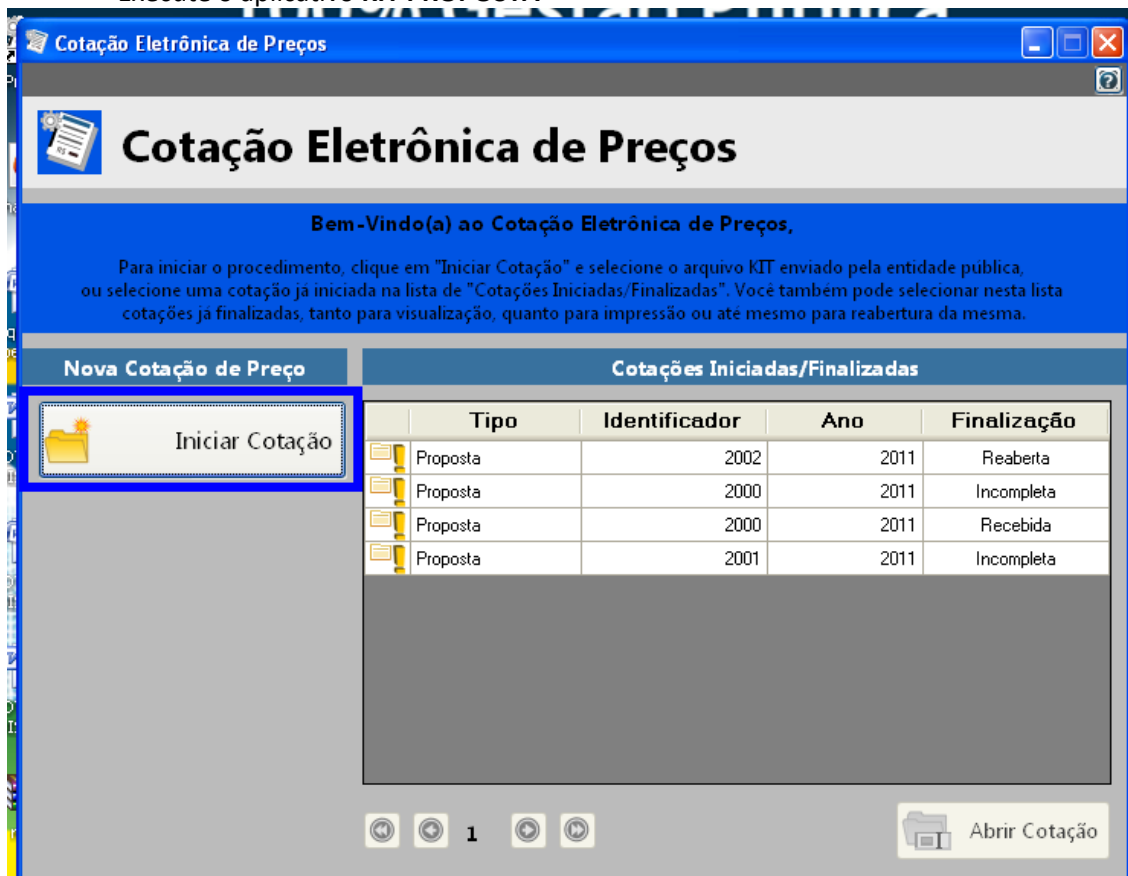 Cotação Eletrônica de Preços
Cotação Eletrônica de Preços
Bem-Vindo(a) ao Cotação Eletrônica de Preços,
Para iniciar o procedimento, clique em "Iniciar Cotação" e selecione o arquivo KIT enviado pela entidade pública,
ou selecione uma cotação já iniciada na lista de "Cotações Iniciadas/Finalizadas". Você também pode selecionar nesta lista
cotações já finalizadas, tanto para visualização, quanto para impressão ou até mesmo para reabertura da mesma.
Nova Cotação de Preço
Cotações Iniciadas/Finalizadas
Iniciar Cotação
Tipo Identificador Ano Finalização
Proposta 2002 2011 Reaberta
Proposta 2000 2011 Incompleta
Proposta 2000 2011 Recebida
Proposta 2001 2011 Incompleta
1
Abrir Cotação